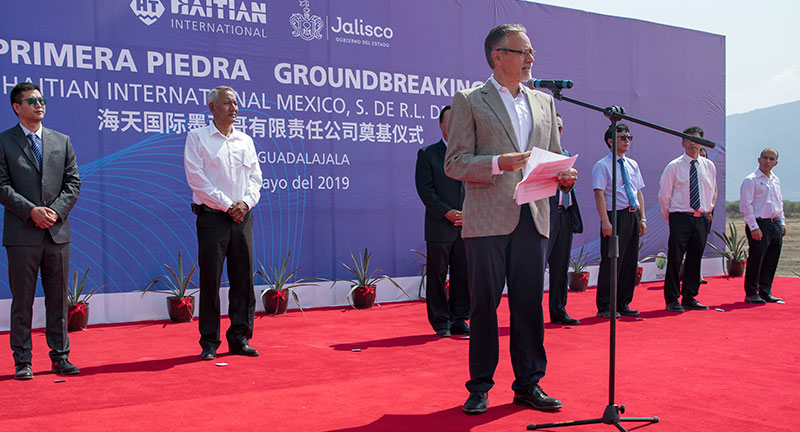 HAITIAN
INTERNATIONAL
Jalisco
GOBIERNO DEL ESTADO
PRIMERA PIEDRA GROUNDBREAKING
HAITIAN INTERNATIONAL MEXICO, S. DE R.L. D
海天国际墨 哥有限责任公司奠基仪式
GUADALAJALA
ayo del 2019